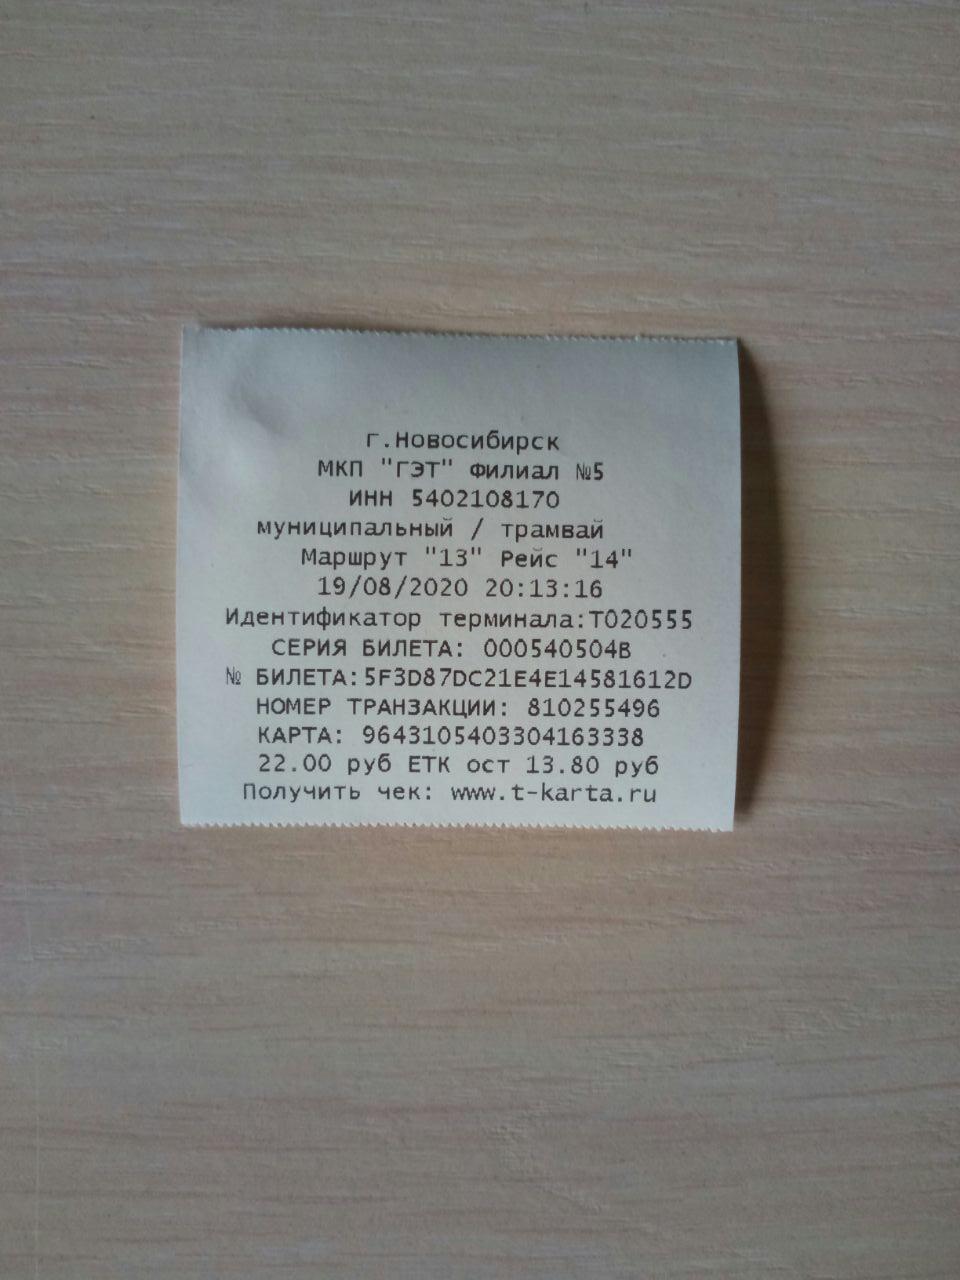 г.Новосибирск
МКП "ГЭТ" Филиал №5
ИНН 5402108170
муниципальный / трамвай
Маршрут "13" Рейс "14"
19/08/2020 20:13:16
Идентификатор терминала:T020555
СЕРИЯ БИЛЕТА: 000540504B
№ БИЛЕТА:5F3D87DC21E4E14581612D
НОМЕР ТРАНЗАКЦИИ: 810255496
КАРТА: 9643105403304163338
22.00 руб ЕТК ост 13.80 руб
Получить чек: www.t-karta.ru